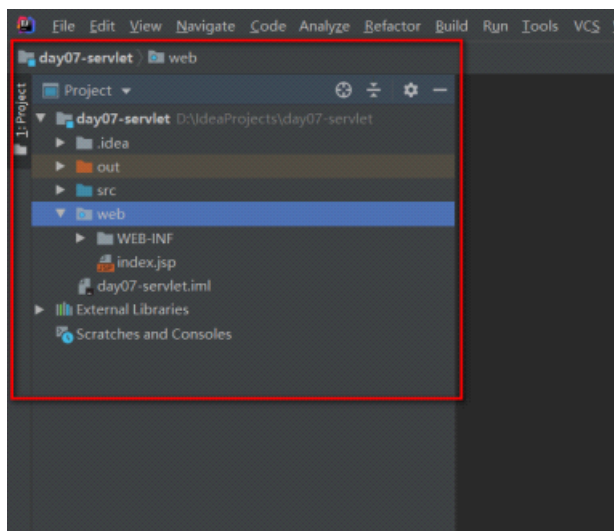 File Edit View Navigate Code Analyze Refactor Build Run Tools VCS
day07-servlet web
1: Project
Project
day07-servlet D:\IdeaProjects\day07-servlet
.idea
out
src
web
WEB-INF
index.jsp
day07-servlet.iml
External Libraries
Scratches and Consoles